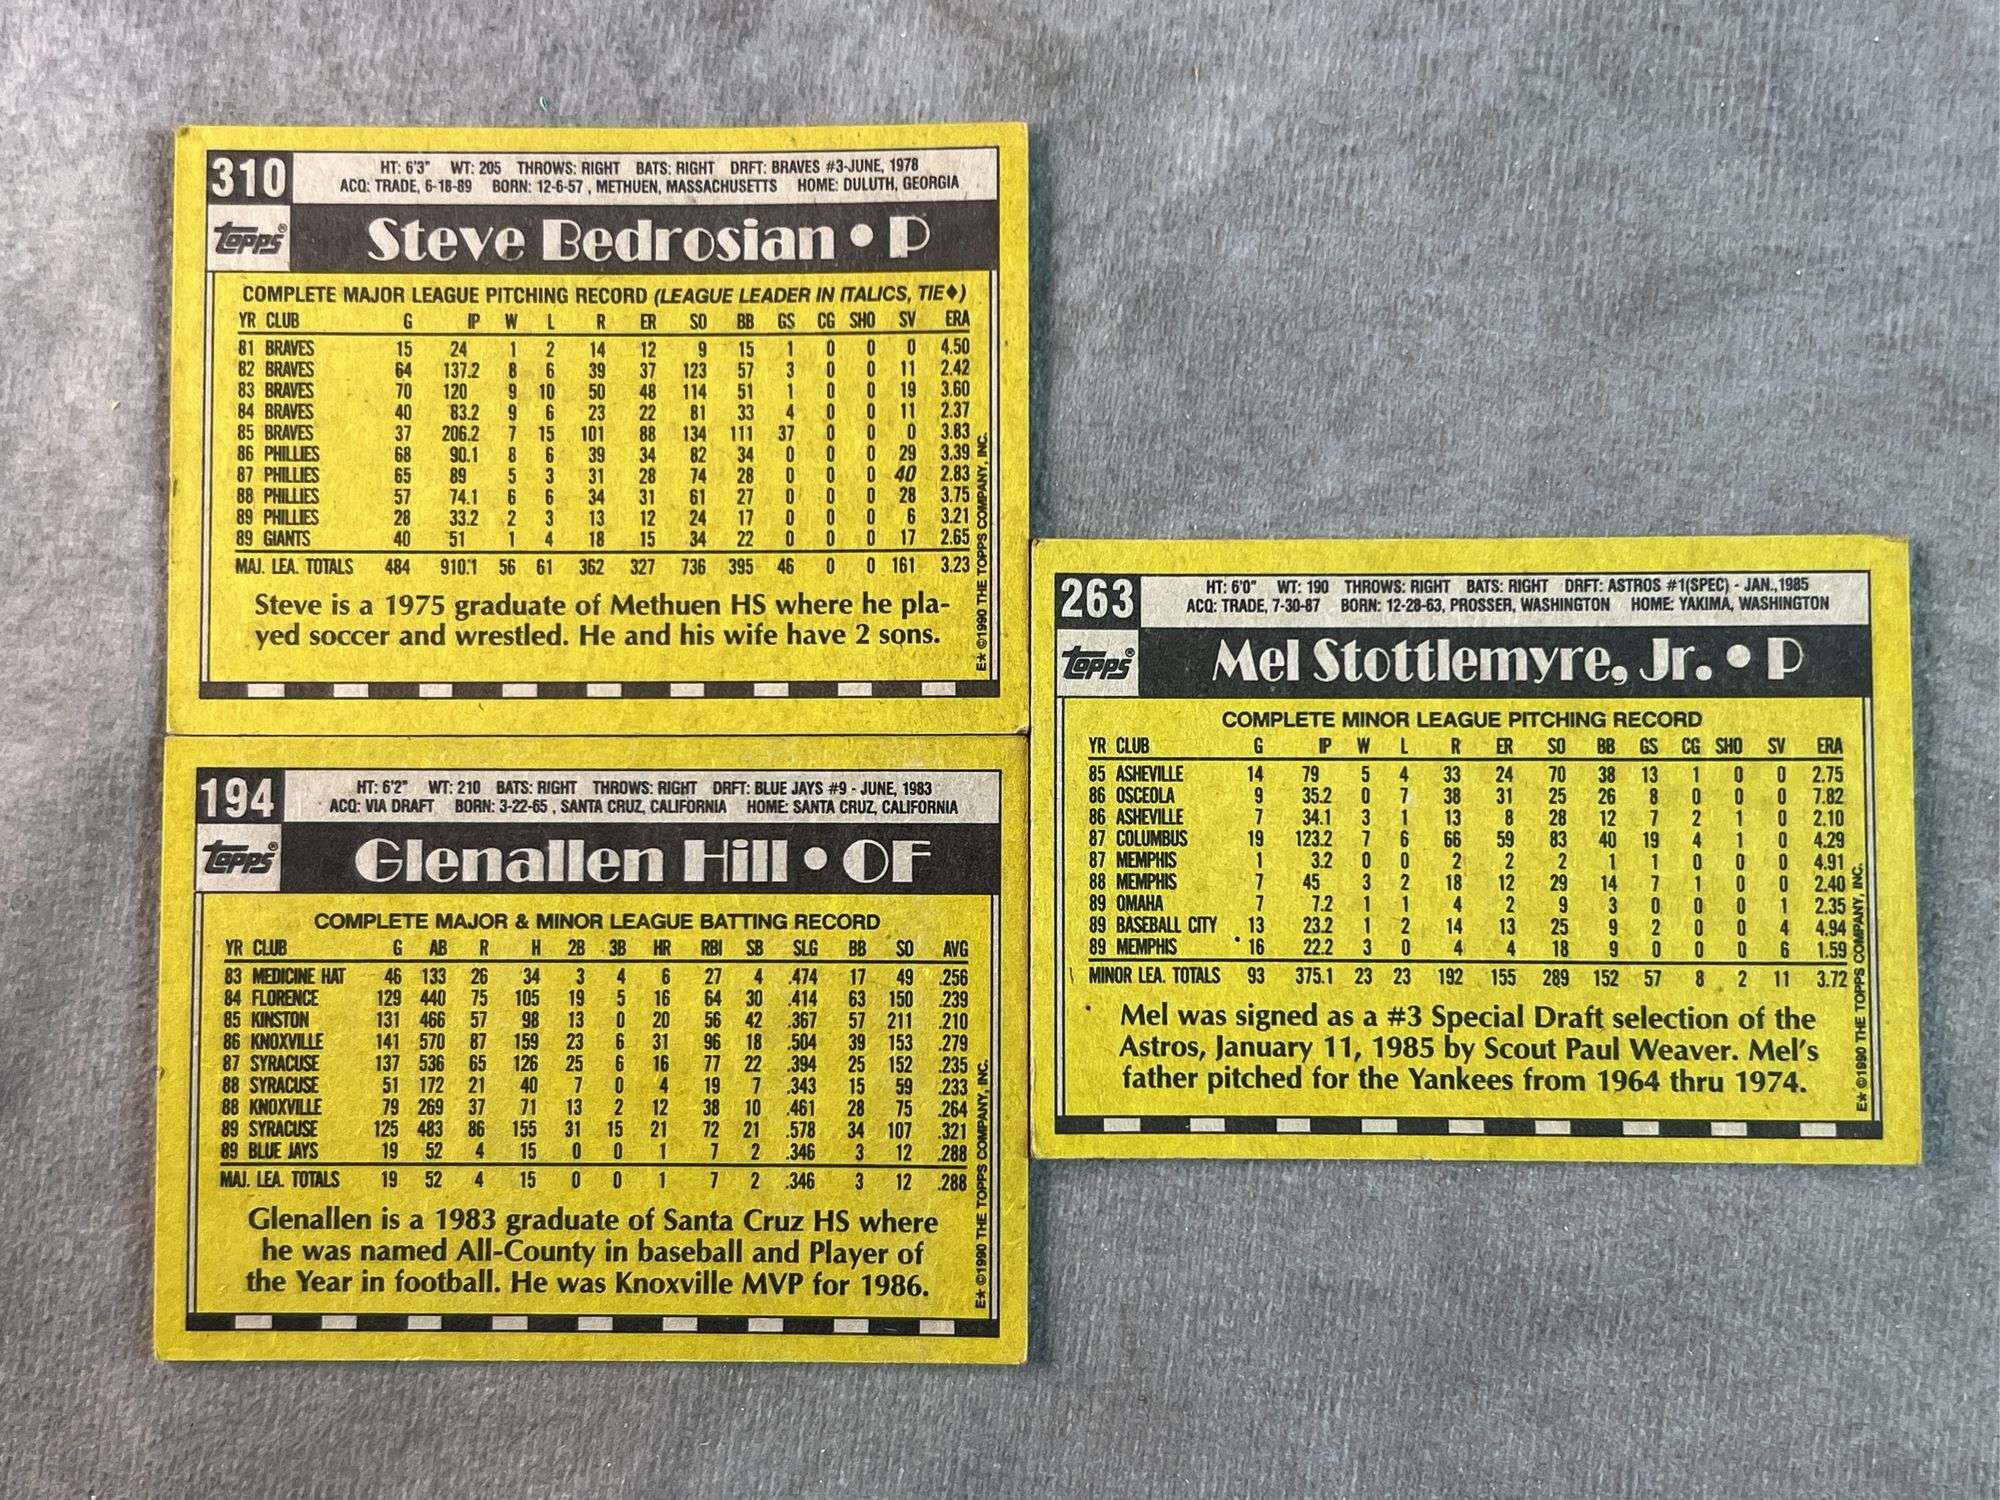 310
HT: 6'3" WT: 205 THROWS: RIGHT BATS: RIGHT DRFT: BRAVES #3-JUNE, 1978
ACQ: TRADE, 6-18-89 BORN: 12-6-57 , METHUEN, MASSACHUSETTS HOME: DULUTH, GEORGIA
topps®
Steve Bedrosian • P
COMPLETE MAJOR LEAGUE PITCHING RECORD (LEAGUE LEADER IN ITALICS, TIE♦)
YR CLUB G IP W L R ER SO BB GS CG SHO SV ERA
81 BRAVES 15 24 1 2 14 12 9 15 1 0 0 0 4.50
82 BRAVES 64 137.2 8 6 39 37 123 57 3 0 0 11 2.42
83 BRAVES 70 120 9 10 50 48 114 51 1 0 0 19 3.60
84 BRAVES 40 83.2 9 6 23 22 81 33 4 0 0 11 2.37
85 BRAVES 37 206.2 7 15 101 88 134 111 37 0 0 0 3.83
86 PHILLIES 68 90.1 8 6 39 34 82 34 0 0 0 29 3.39
87 PHILLIES 65 89 5 3 31 28 74 28 0 0 0 40 2.83
88 PHILLIES 57 74.1 6 6 34 31 61 27 0 0 0 28 3.75
89 PHILLIES 28 33.2 2 3 13 12 24 17 0 0 0 6 3.21
89 GIANTS 40 51 1 4 18 15 34 22 0 0 0 17 2.65
MAJ. LEA. TOTALS 484 910.1 56 61 362 327 736 395 46 0 0 161 3.23
Steve is a 1975 graduate of Methuen HS where he pla-
yed soccer and wrestled. He and his wife have 2 sons.
E★ ©1990 THE TOPPS COMPANY, INC.
194
HT: 6'2" WT: 210 BATS: RIGHT THROWS: RIGHT DRFT: BLUE JAYS #9 - JUNE, 1983
ACQ: VIA DRAFT BORN: 3-22-65 , SANTA CRUZ, CALIFORNIA HOME: SANTA CRUZ, CALIFORNIA
topps®
Glenallen Hill • OF
COMPLETE MAJOR & MINOR LEAGUE BATTING RECORD
YR CLUB G AB R H 2B 3B HR RBI SB SLG BB SO AVG
83 MEDICINE HAT 46 133 26 34 3 4 6 27 4 .474 17 49 .256
84 FLORENCE 129 440 75 105 19 5 16 64 30 .414 63 150 .239
85 KINSTON 131 466 57 98 13 0 20 56 42 .367 57 211 .210
86 KNOXVILLE 141 570 87 159 23 6 31 96 18 .504 39 153 .279
87 SYRACUSE 137 536 65 126 25 6 16 77 22 .394 25 152 .235
88 SYRACUSE 51 172 21 40 7 0 4 19 7 .343 15 59 .233
88 KNOXVILLE 79 269 37 71 13 2 12 38 10 .461 28 75 .264
89 SYRACUSE 125 483 86 155 31 15 21 72 21 .578 34 107 .321
89 BLUE JAYS 19 52 4 15 0 0 1 7 2 .346 3 12 .288
MAJ. LEA. TOTALS 19 52 4 15 0 0 1 7 2 .346 3 12 .288
Glenallen is a 1983 graduate of Santa Cruz HS where
he was named All-County in baseball and Player of
the Year in football. He was Knoxville MVP for 1986.
E★ ©1990 THE TOPPS COMPANY, INC.
263
HT: 6'0" WT: 190 THROWS: RIGHT BATS: RIGHT DRFT: ASTROS #1(SPEC) - JAN.,1985
ACQ: TRADE, 7-30-87 BORN: 12-28-63, PROSSER, WASHINGTON HOME: YAKIMA, WASHINGTON
topps®
Mel Stottlemyre, Jr. • P
COMPLETE MINOR LEAGUE PITCHING RECORD
YR CLUB G IP W L R ER SO BB GS CG SHO SV ERA
85 ASHEVILLE 14 79 5 4 33 24 70 38 13 1 0 0 2.75
86 OSCEOLA 9 35.2 0 7 38 31 25 26 8 0 0 0 7.82
86 ASHEVILLE 7 34.1 3 1 13 8 28 12 7 2 1 0 2.10
87 COLUMBUS 19 123.2 7 6 66 59 83 40 19 4 1 0 4.29
87 MEMPHIS 1 3.2 0 0 2 2 2 1 1 0 0 0 4.91
88 MEMPHIS 7 45 3 2 18 12 29 14 7 1 0 0 2.40
89 OMAHA 7 7.2 1 1 4 2 9 3 0 0 0 1 2.35
89 BASEBALL CITY 13 23.2 1 2 14 13 25 9 2 0 0 4 4.94
89 MEMPHIS 16 22.2 3 0 4 4 18 9 0 0 0 6 1.59
MINOR LEA. TOTALS 93 375.1 23 23 192 155 289 152 57 8 2 11 3.72
Mel was signed as a #3 Special Draft selection of the
Astros, January 11, 1985 by Scout Paul Weaver. Mel's
father pitched for the Yankees from 1964 thru 1974.
E★ ©1990 THE TOPPS COMPANY, INC.